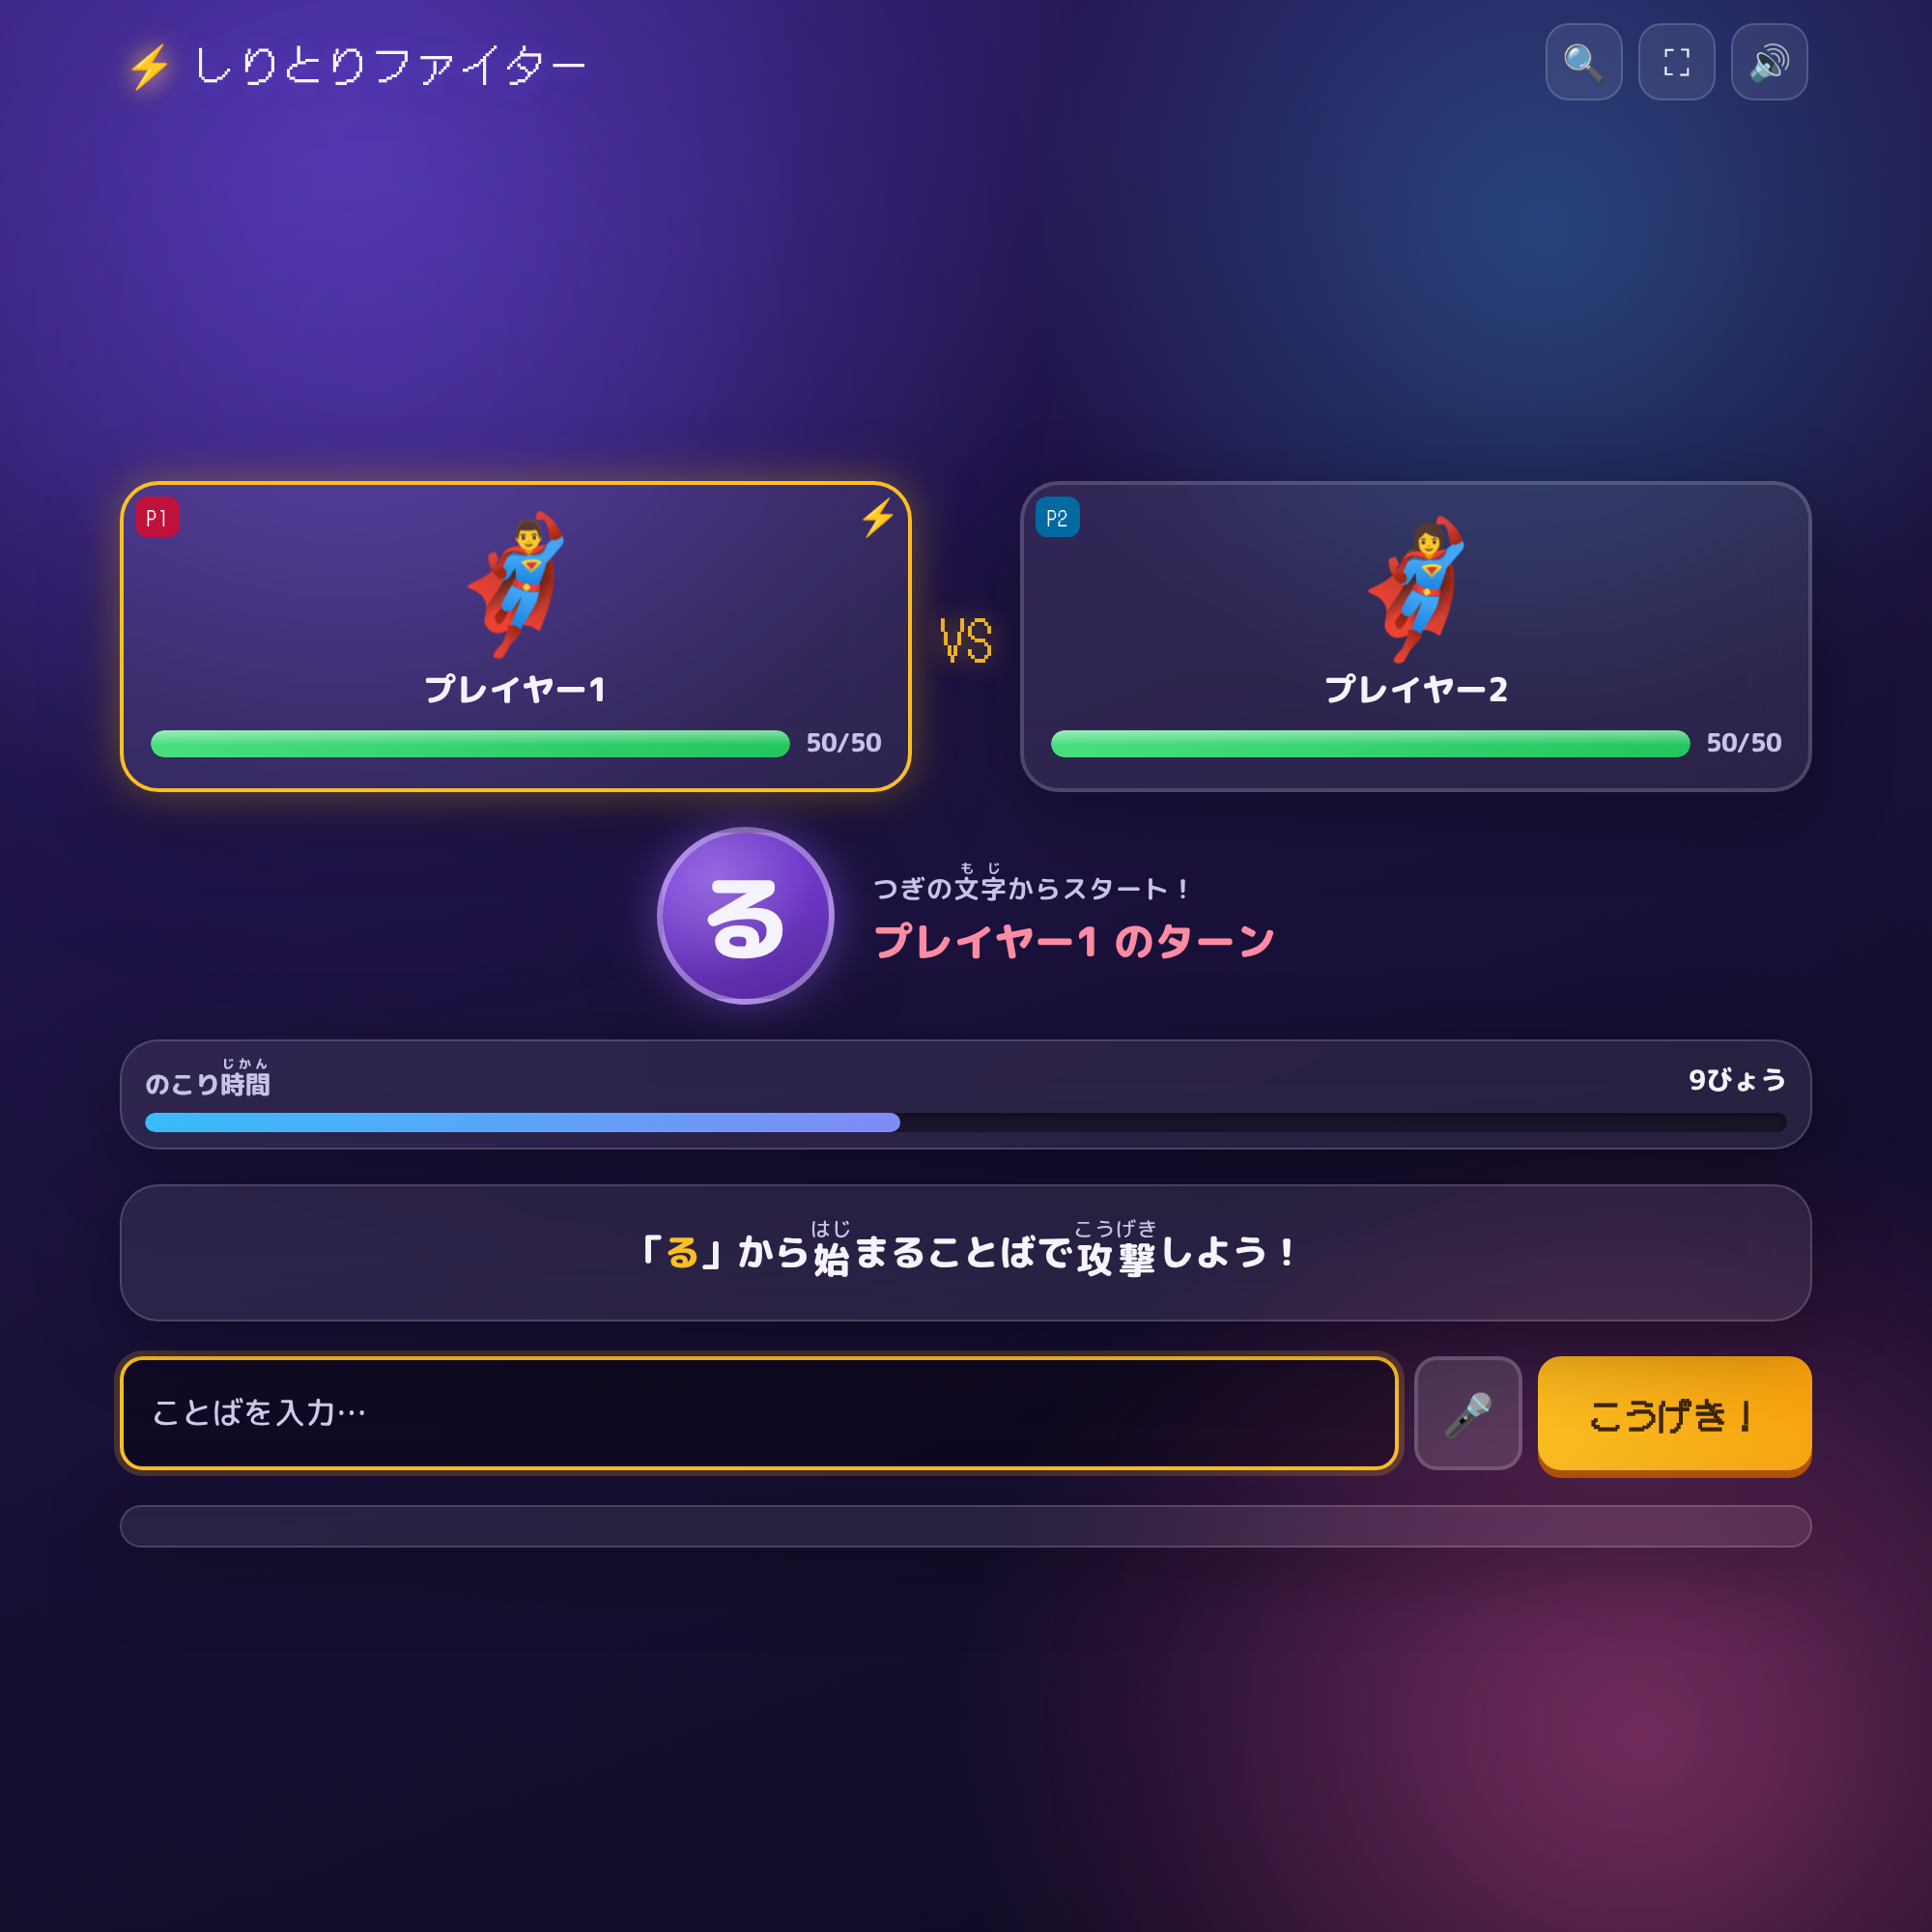 ⚡ しりとりファイター
P1
プレイヤー1
50/50
VS
P2
プレイヤー2
50/50
る
つぎの文字からスタート！
もじ
プレイヤー1 のターン
のこり時間
じかん
9びょう
「る」から始まることばで攻撃しよう！
はじ
こうげき
ことばを入力…
こうげき！